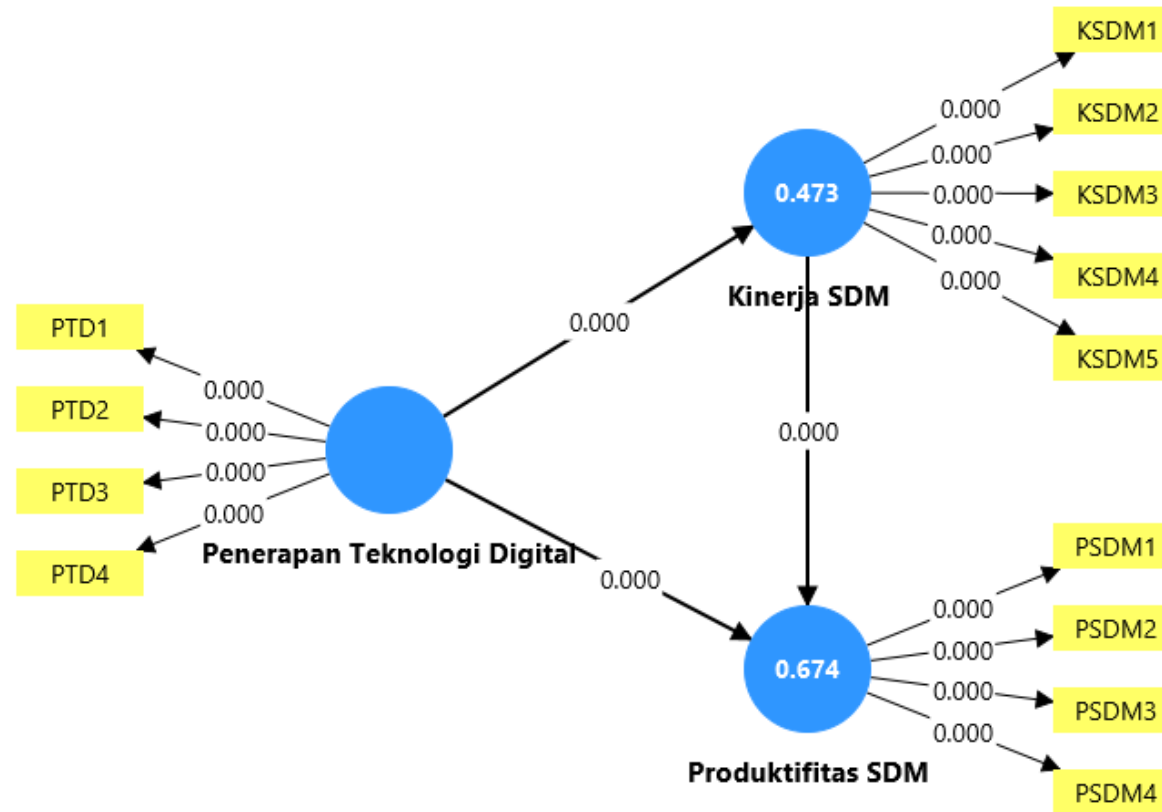 KSDM1
0.000
KSDM2
0.000
KSDM3
0.000
0.473
KSDM4
0.000
KSDM5
0.000
Kinerja SDM
0.000
0.000
PTD1
0.000
PTD2
0.000
PTD3
0.000
PTD4
0.000
Penerapan Teknologi Digital
0.000
PSDM1
0.000
PSDM2
0.000
PSDM3
0.000
PSDM4
0.000
0.674
Produktifitas SDM